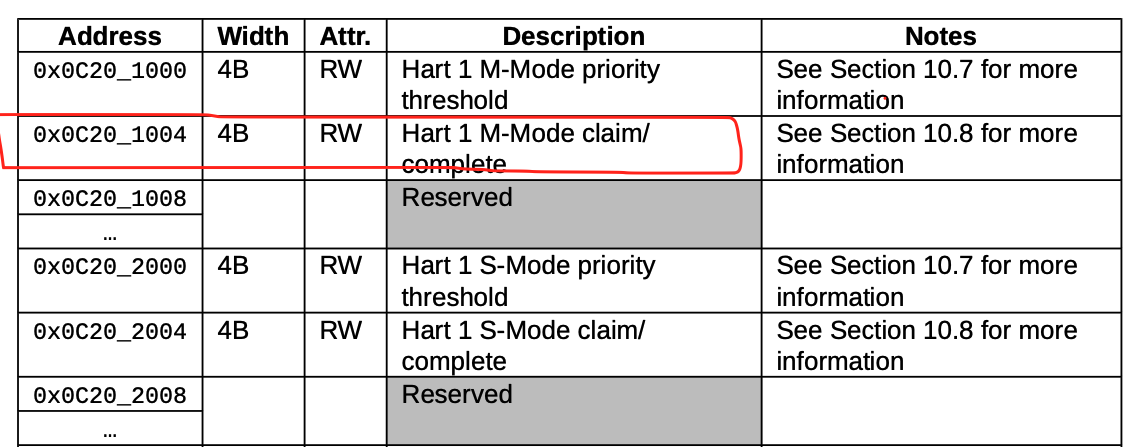 Address Width Attr. Description Notes
0x0C20_1000 4B RW Hart 1 M-Mode priority See Section 10.7 for more
threshold information
0x0C20_1004 4B RW Hart 1 M-Mode claim/ See Section 10.8 for more
complete information
0x0C20_1008 Reserved
…
0x0C20_2000 4B RW Hart 1 S-Mode priority See Section 10.7 for more
threshold information
0x0C20_2004 4B RW Hart 1 S-Mode claim/ See Section 10.8 for more
complete information
0x0C20_2008 Reserved
…